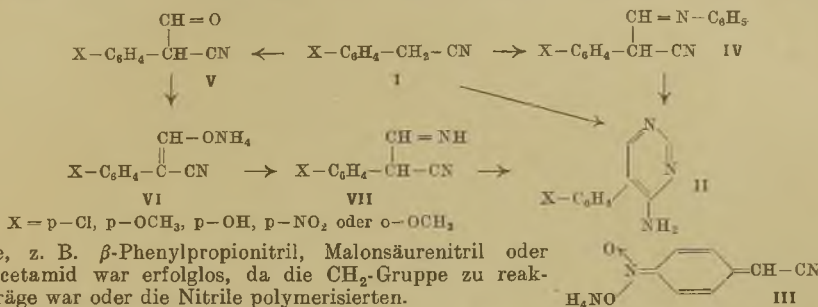 CH=O CH=N−C₆H₅
X−C₆H₄−CH−CN ← X−C₆H₄−CH₂−CN → X−C₆H₄−CH−CN IV
V I
CH−ONH₄ CH=NH
X−C₆H₄−C−CN → X−C₆H₄−CH−CN → X−C₆H₄ N N NH₂ II
VI VII
X = p−Cl, p−OCH₃, p−OH, p−NO₂ oder o−OCH₃
e, z. B. β-Phenylpropionitril, Malonsäurenitril oder
cetamid war erfolglos, da die CH₂-Gruppe zu reak-
träge war oder die Nitrile polymerisierten.
O N H₄NO =CH−CN III